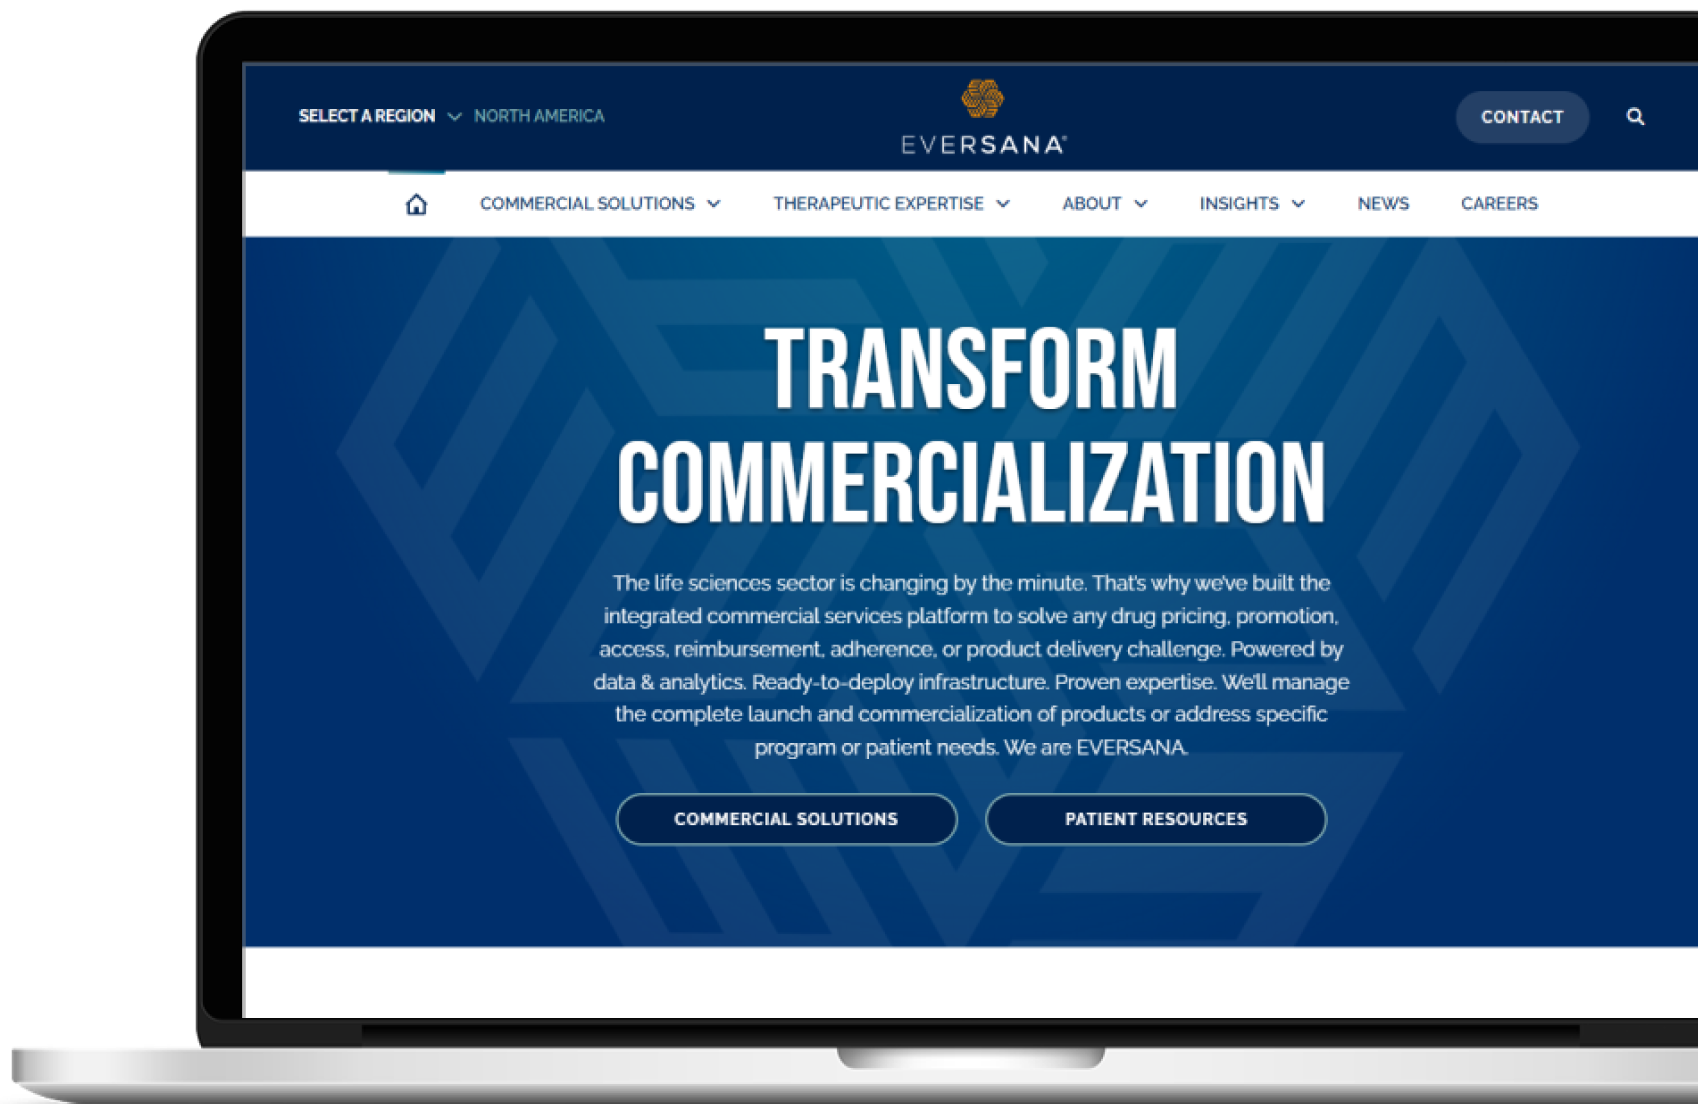 SELECT A REGION NORTH AMERICA
EVERSANA®
CONTACT
COMMERCIAL SOLUTIONS THERAPEUTIC EXPERTISE ABOUT INSIGHTS NEWS CAREERS
TRANSFORM
COMMERCIALIZATION
The life sciences sector is changing by the minute. That's why we've built the
integrated commercial services platform to solve any drug pricing, promotion,
access, reimbursement, adherence, or product delivery challenge. Powered by
data & analytics. Ready-to-deploy infrastructure. Proven expertise. We'll manage
the complete launch and commercialization of products or address specific
program or patient needs. We are EVERSANA.
COMMERCIAL SOLUTIONS PATIENT RESOURCES